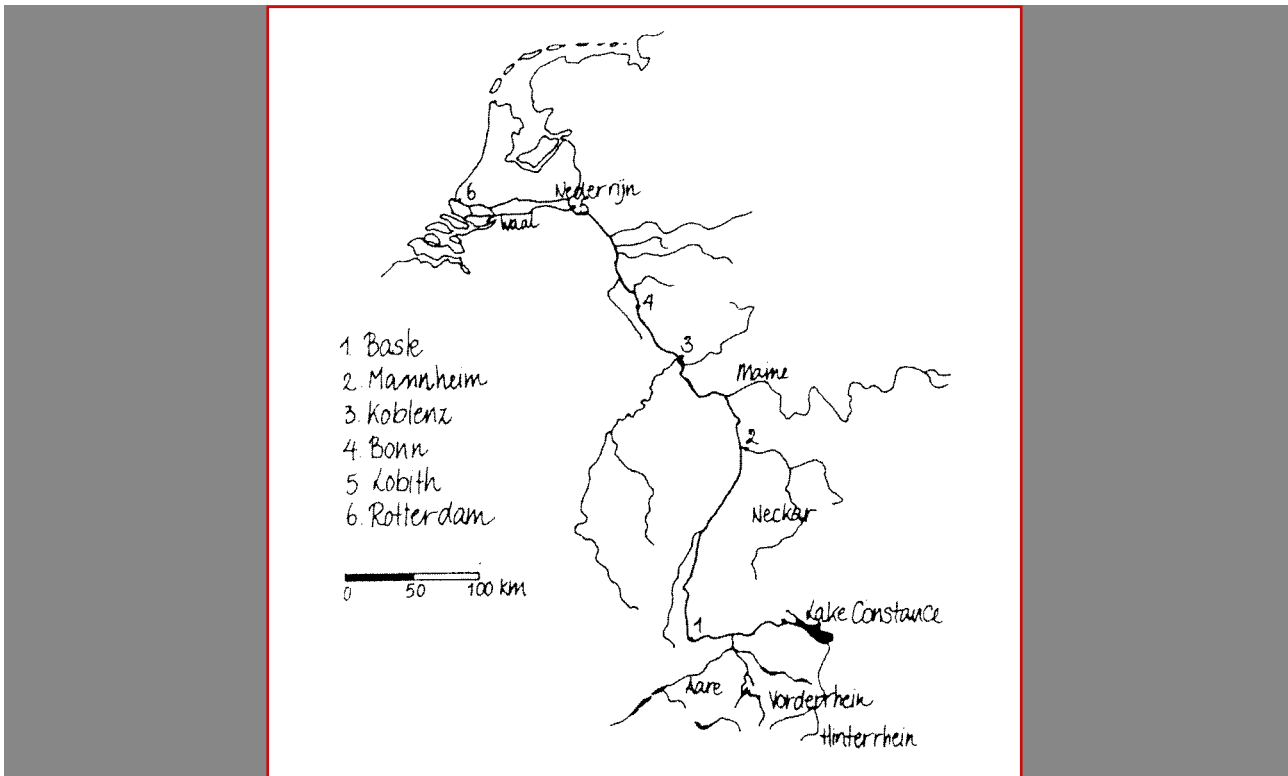 6
Nederrijn
5
Waal
4
3
1 Basle
2. Mannheim
3. Koblenz
4. Bonn
5 Lobith
6. Rotterdam
Maine
2
Neckar
0 50 100 km
Lake Constance
1
Aare
Vorderrhein
Hinterrhein